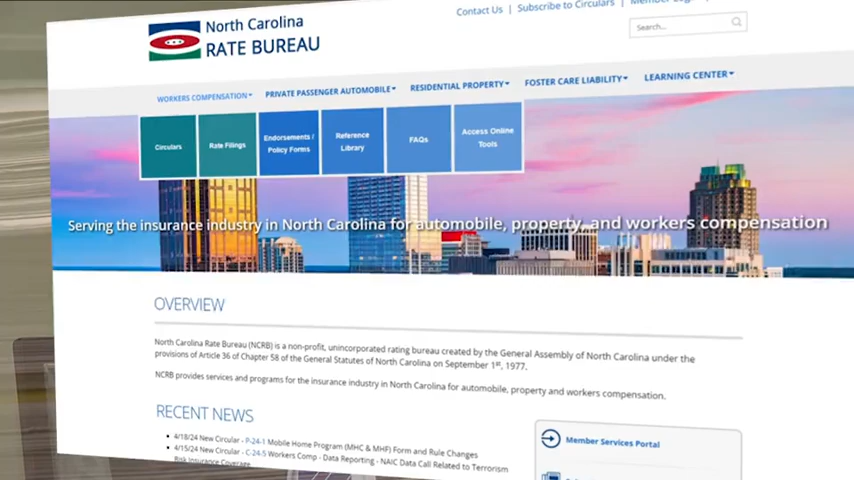 North Carolina
RATE BUREAU
Contact Us | Subscribe to Circulars |
Search...
WORKERS COMPENSATION
PRIVATE PASSENGER AUTOMOBILE
RESIDENTIAL PROPERTY
FOSTER CARE LIABILITY
LEARNING CENTER
Circulars
Rate Filings
Endorsements /
Policy Forms
Reference
Library
FAQs
Access Online
Tools
Serving the insurance industry in North Carolina for automobile, property, and workers compensation
OVERVIEW
North Carolina Rate Bureau (NCRB) is a non-profit, unincorporated rating bureau created by the General Assembly of North Carolina under the
provisions of Article 36 of Chapter 58 of the General Statutes of North Carolina on September 1st, 1977.
NCRB provides services and programs for the insurance industry in North Carolina for automobile, property and workers compensation.
RECENT NEWS
4/18/24 New Circular - P-24-1 Mobile Home Program (MHC & MHF) Form and Rule Changes
4/15/24 New Circular - C-24-5 Workers Comp - Data Reporting - NAIC Data Call Related to Terrorism
Risk Insurance Coverage
Member Services Portal